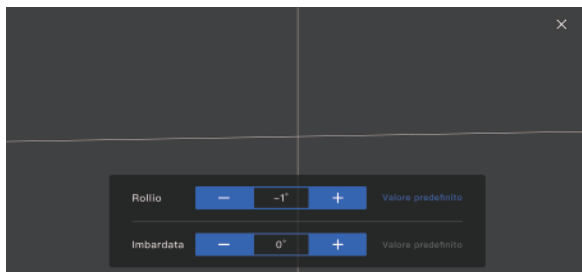 Rollio − -1° + Valore predefinito
Imbardata − 0° + Valore predefinito